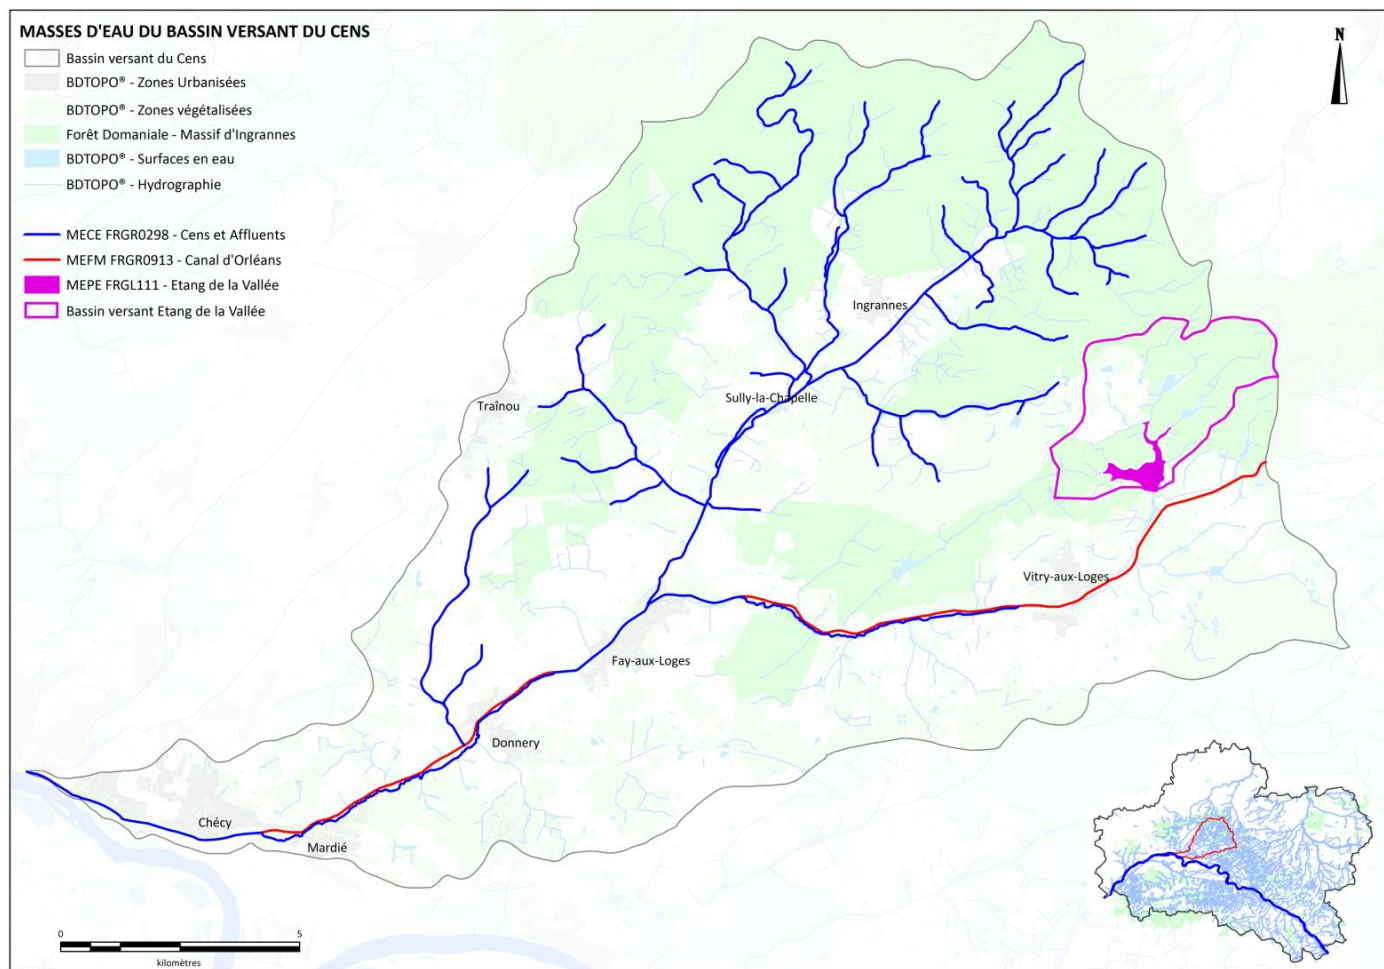 MASSES D'EAU DU BASSIN VERSANT DU CENS
Bassin versant du Cens
BDTOPO® - Zones Urbanisées
BDTOPO® - Zones végétalisées
Forêt Domaniale - Massif d'Ingrannes
BDTOPO® - Surfaces en eau
BDTOPO® - Hydrographie
MECE FRGR0298 - Cens et Affluents
MEFM FRGR0913 - Canal d'Orléans
MEPE FRGL111 - Etang de la Vallée
Bassin versant Etang de la Vallée
N
Ingrannes
Sully-la-Chapelle
Traînou
Vitry-aux-Loges
Fay-aux-Loges
Donnery
Chécy
Mardié
0 5
kilomètres